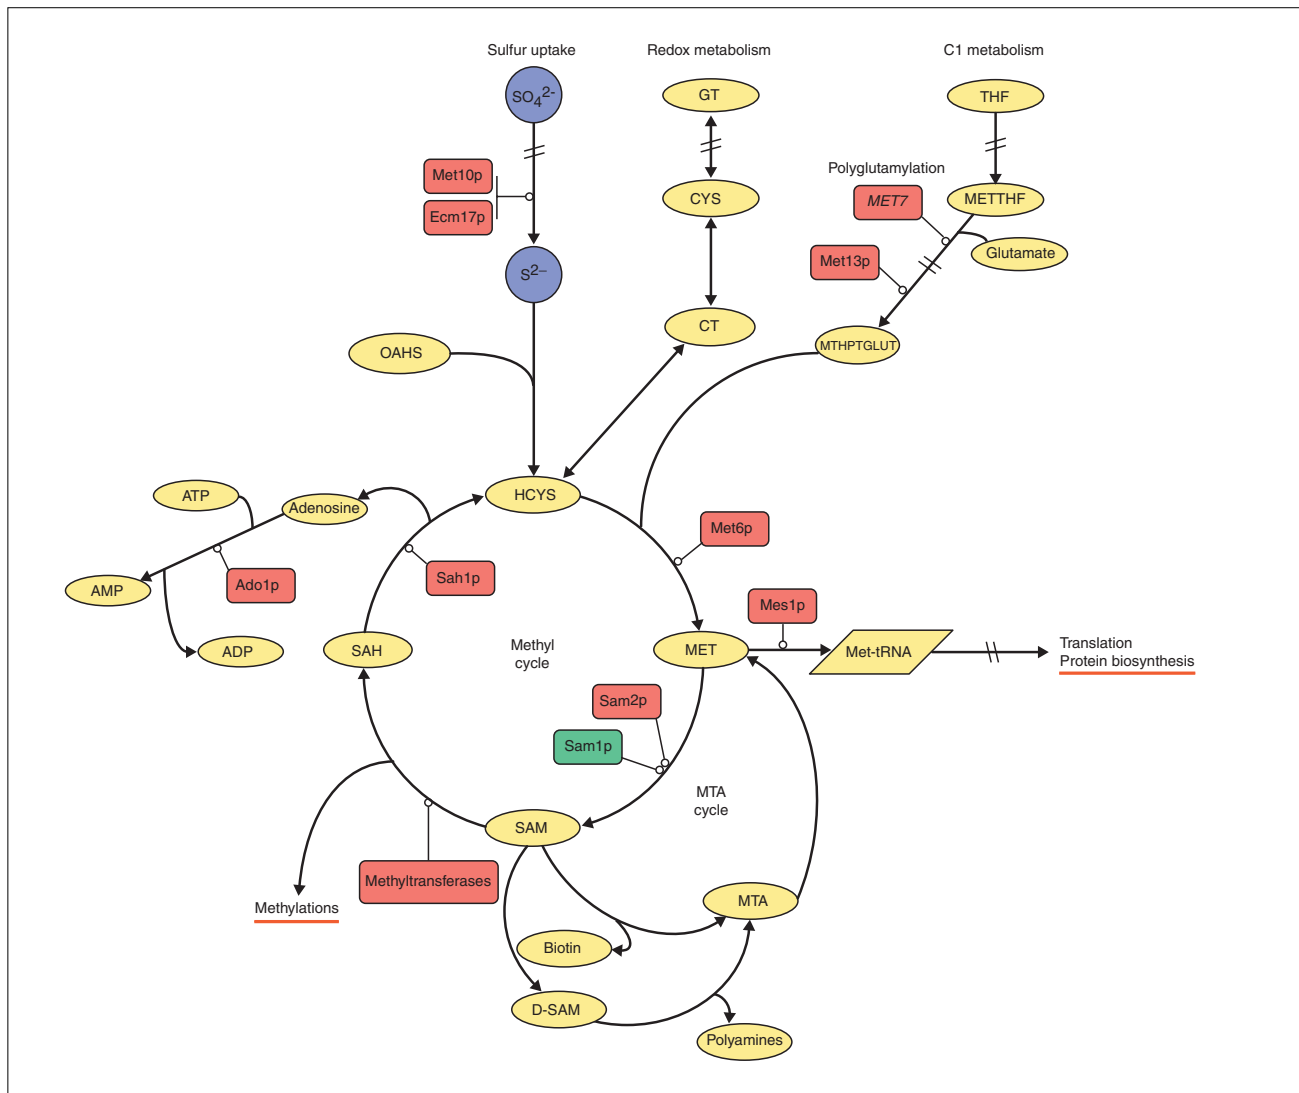 Sulfur uptake
Redox metabolism
C1 metabolism
SO₄²⁻
GT
THF
Met10p
Ecm17p
Polyglutamylation
MET7
CYS
METTHF
Met13p
Glutamate
S²⁻
CT
MTHPTGLUT
OAHS
ATP
Adenosine
HCYS
Met6p
AMP
Ado1p
Sah1p
Mes1p
ADP
SAH
Methyl
cycle
MET
Met-tRNA
Translation
Protein biosynthesis
Sam2p
Sam1p
MTA
cycle
SAM
Methyltransferases
Methylations
MTA
Biotin
D-SAM
Polyamines